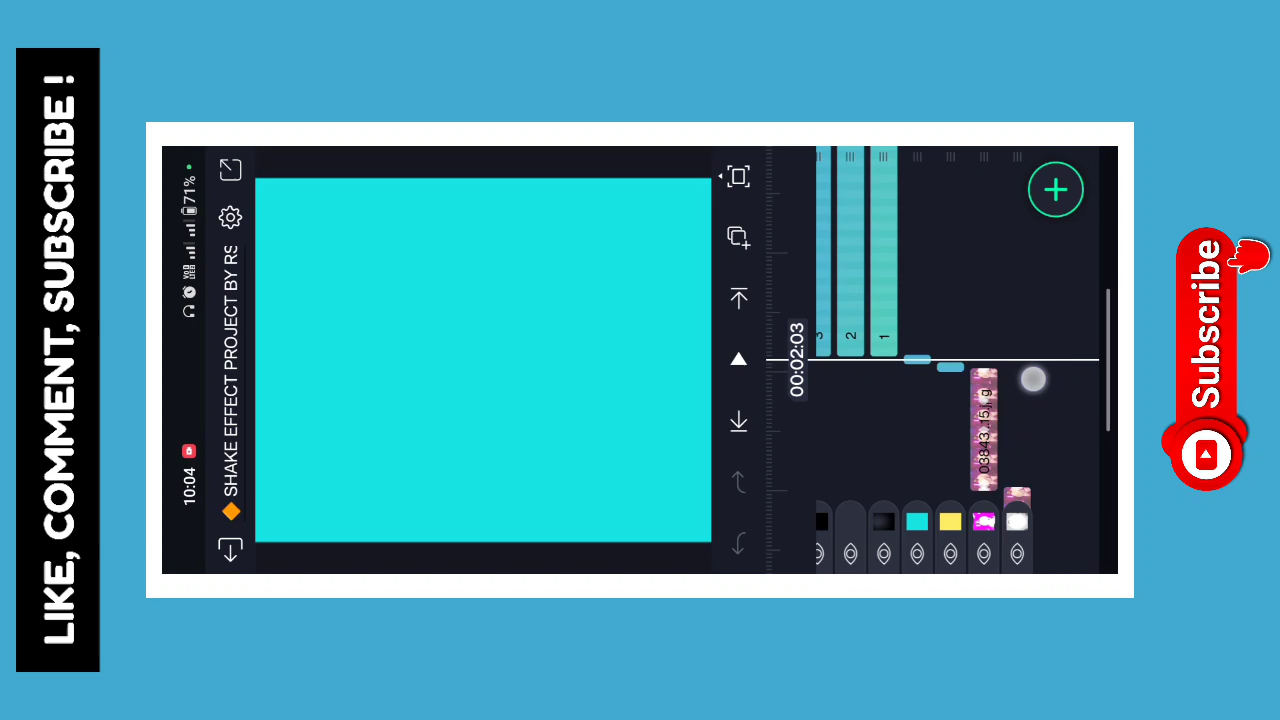 LIKE, COMMENT, SUBSCRIBE !
10:04
71%
SHAKE EFFECT PROJECT BY RS
00:02:03
3
2
1
Subscribe